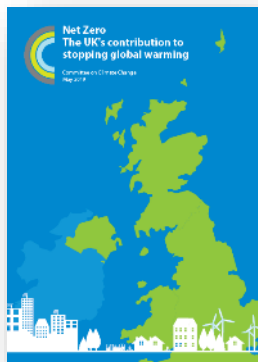 Net Zero
The UK's contribution to
stopping global warming
Committee on Climate Change
May 2019